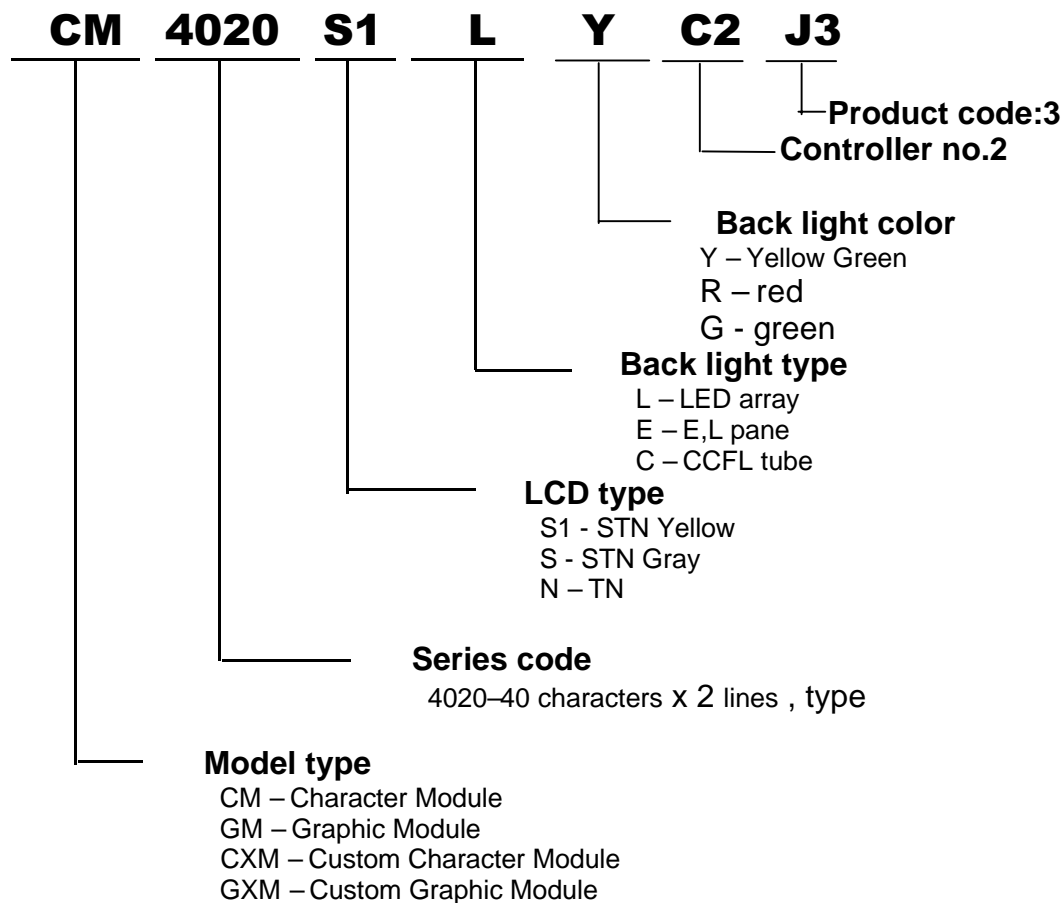 CM 4020 S1 L Y C2 J3
Product code:3
Controller no.2
Back light color
Y – Yellow Green
R – red
G - green
Back light type
L – LED array
E – E,L pane
C – CCFL tube
LCD type
S1 - STN Yellow
S - STN Gray
N – TN
Series code
4020–40 characters x 2 lines , type
Model type
CM – Character Module
GM – Graphic Module
CXM – Custom Character Module
GXM – Custom Graphic Module